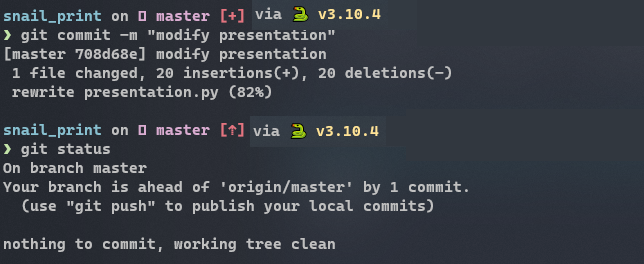 snail_print on master [+] via 🐍 v3.10.4
❯ git commit -m "modify presentation"
[master 708d68e] modify presentation
 1 file changed, 20 insertions(+), 20 deletions(-)
 rewrite presentation.py (82%)

snail_print on master [↑] via 🐍 v3.10.4
❯ git status
On branch master
Your branch is ahead of 'origin/master' by 1 commit.
  (use "git push" to publish your local commits)

nothing to commit, working tree clean